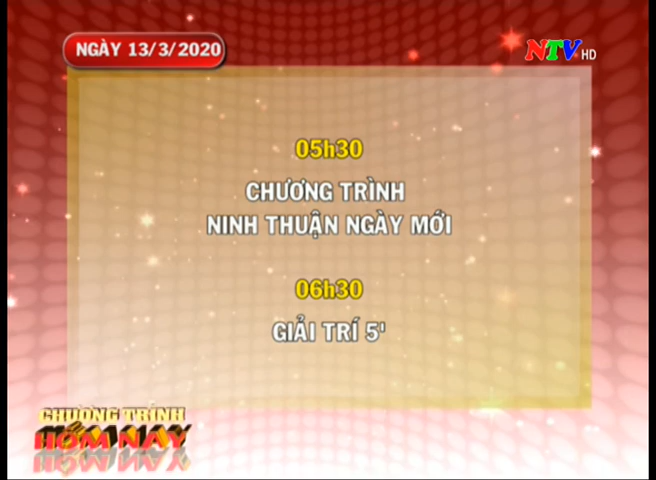 NGÀY 13/3/2020
NTV HD
05h30
CHƯƠNG TRÌNH
NINH THUẬN NGÀY MỚI
06h30
GIẢI TRÍ 5'
CHƯƠNG TRÌNH
HÔM NAY